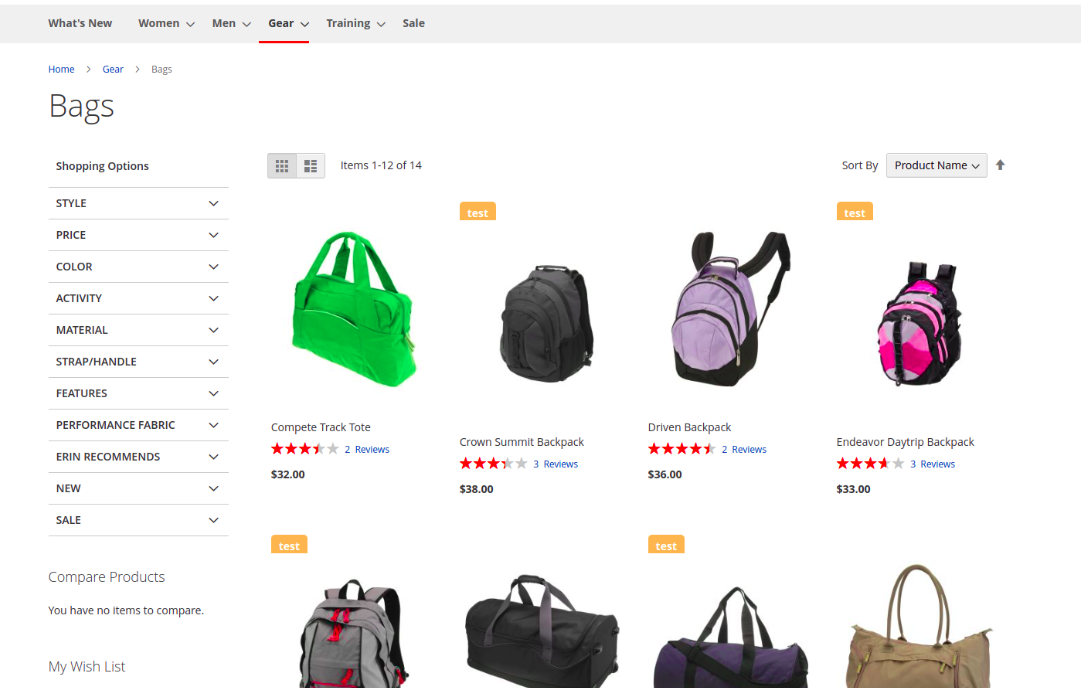 What's New Women Men Gear Training Sale
Home Gear Bags
Bags
Shopping Options
Items 1-12 of 14
Sort By Product Name
STYLE
PRICE
COLOR
ACTIVITY
MATERIAL
STRAP/HANDLE
FEATURES
PERFORMANCE FABRIC
ERIN RECOMMENDS
NEW
SALE
Compare Products
You have no items to compare.
My Wish List
test
test
Compete Track Tote
2 Reviews
$32.00
Crown Summit Backpack
3 Reviews
$38.00
Driven Backpack
2 Reviews
$36.00
Endeavor Daytrip Backpack
3 Reviews
$33.00
test
test